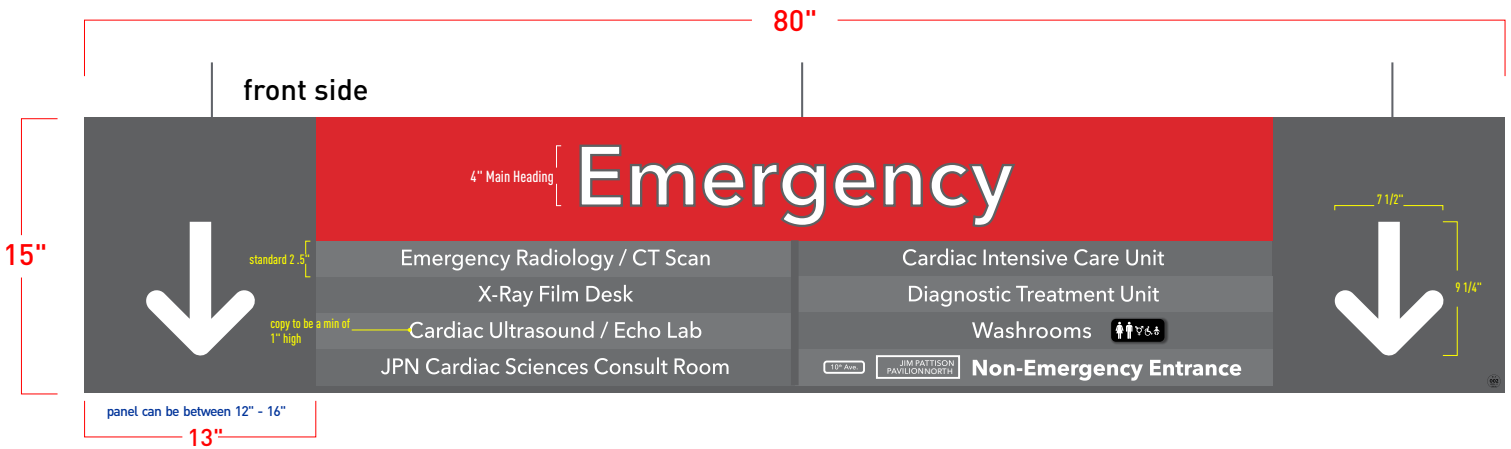 80"
front side
15"
4" Main Heading
Emergency
7 1/2"
9 1/4"
standard 2 .5"
Emergency Radiology / CT Scan
X-Ray Film Desk
copy to be a min of
1" high
Cardiac Ultrasound / Echo Lab
JPN Cardiac Sciences Consult Room
Cardiac Intensive Care Unit
Diagnostic Treatment Unit
Washrooms
10th Ave.
JIM PATTISON
PAVILIONNORTH
Non-Emergency Entrance
002
panel can be between 12" - 16"
13"